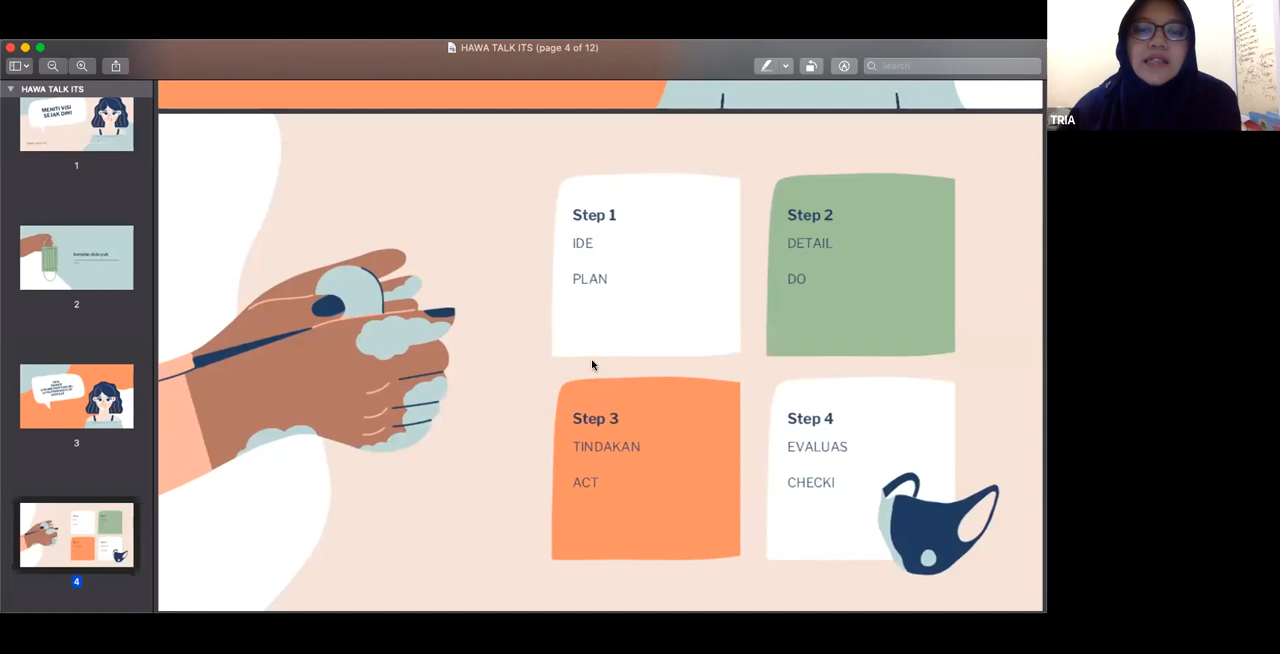 HAWA TALK ITS (page 4 of 12)
Search
HAWA TALK ITS
MENITI VISI
SEJAK DINI
1
2
3
4
Step 1
IDE
PLAN
Step 2
DETAIL
DO
Step 3
TINDAKAN
ACT
Step 4
EVALUAS
CHECKI
TRIA